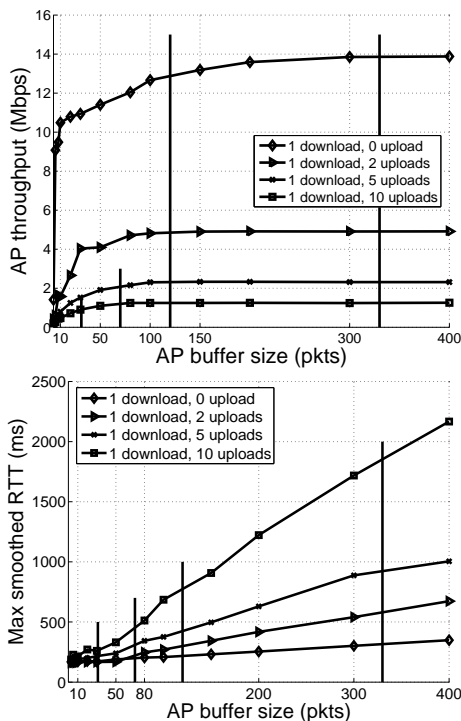 16
14
12
10
8
6
4
2
0
AP throughput (Mbps)
1 download, 0 upload
1 download, 2 uploads
1 download, 5 uploads
1 download, 10 uploads
10 50 100 150 300 400
AP buffer size (pkts)
2500
2000
1500
1000
500
0
Max smoothed RTT (ms)
1 download, 0 upload
1 download, 2 uploads
1 download, 5 uploads
1 download, 10 uploads
10 50 80 200 300 400
AP buffer size (pkts)